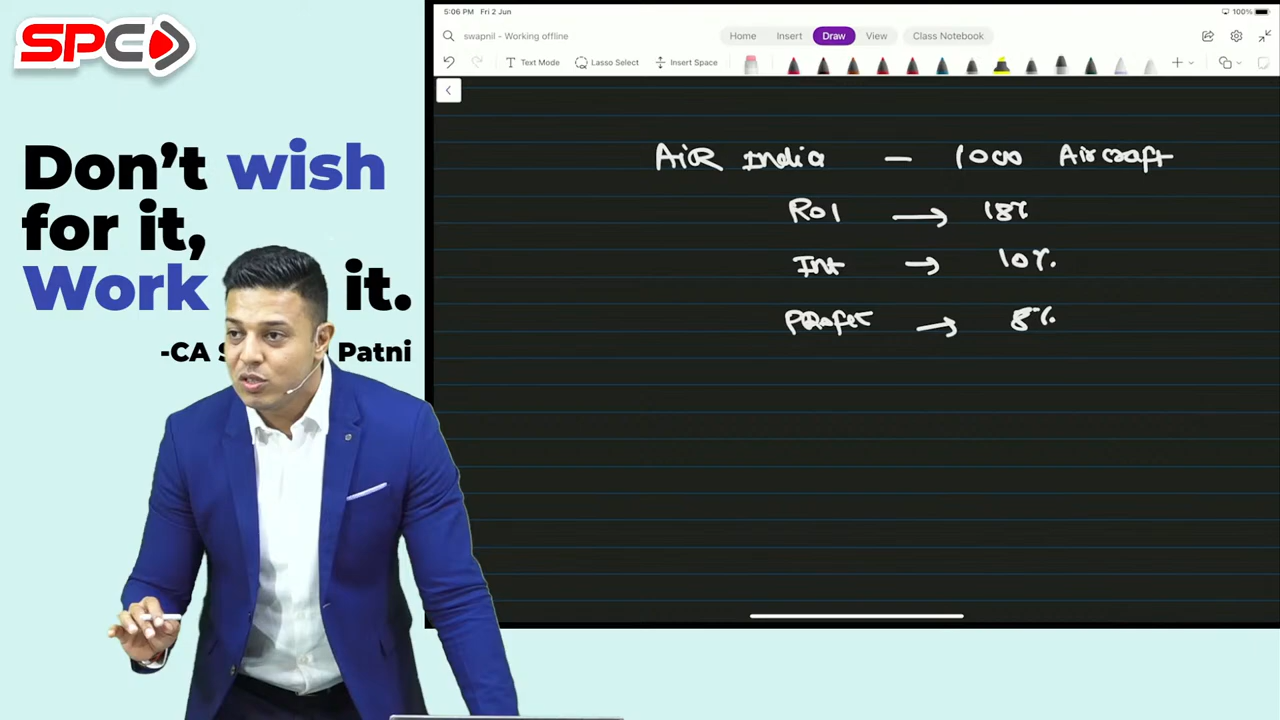 SPC
Don't wish
for it,
Work it.
-CA S Patni
5:06 PM Fri 2 Jun
100%
swapnil - Working offline
Home Insert Draw View Class Notebook
Text Mode Lasso Select Insert Space
AIR India — 1000 Aircraft
ROI → 18%
Int → 10%.
Profit → 8%.